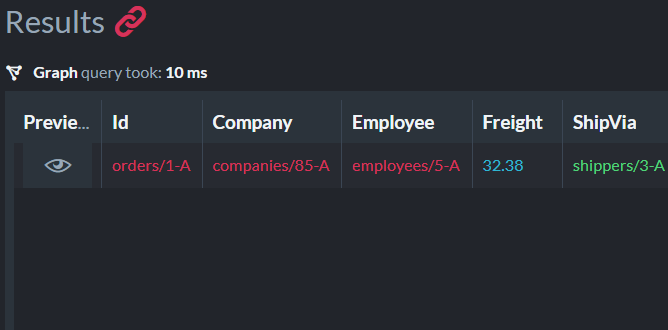 Results
Graph query took: 10 ms
Previe... Id Company Employee Freight ShipVia
orders/1-A companies/85-A employees/5-A 32.38 shippers/3-A